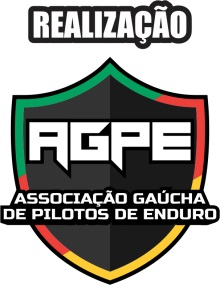 REALIZAÇÃO
AGPE
ASSOCIAÇÃO GAÚCHA
DE PILOTOS DE ENDURO